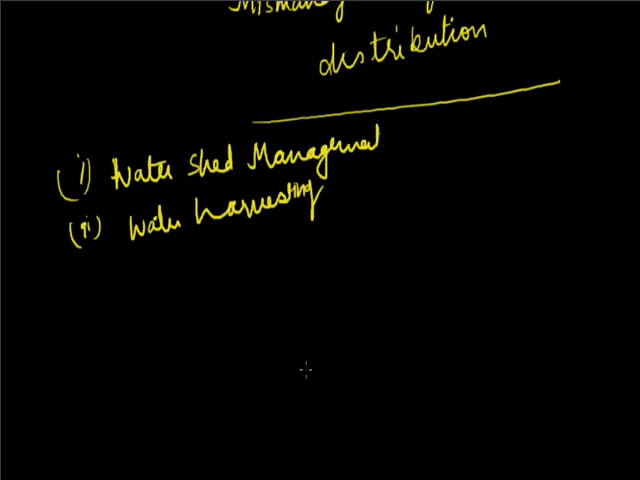 distribution
(i) Water Shed Management
(ii) Water harvesting